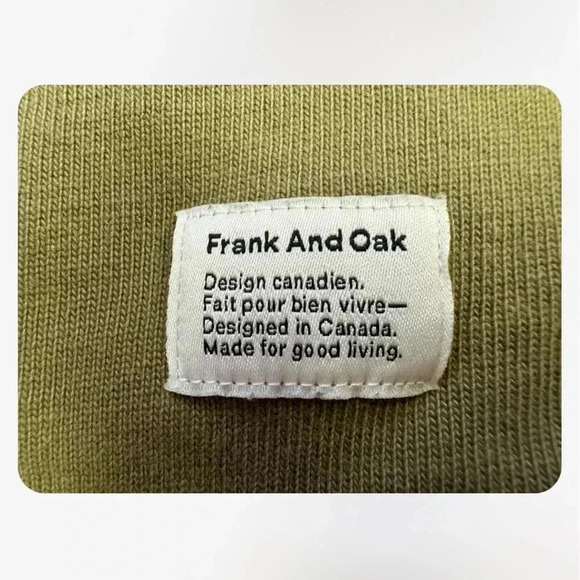 Frank And Oak
Design canadien.
Fait pour bien vivre—
Designed in Canada.
Made for good living.